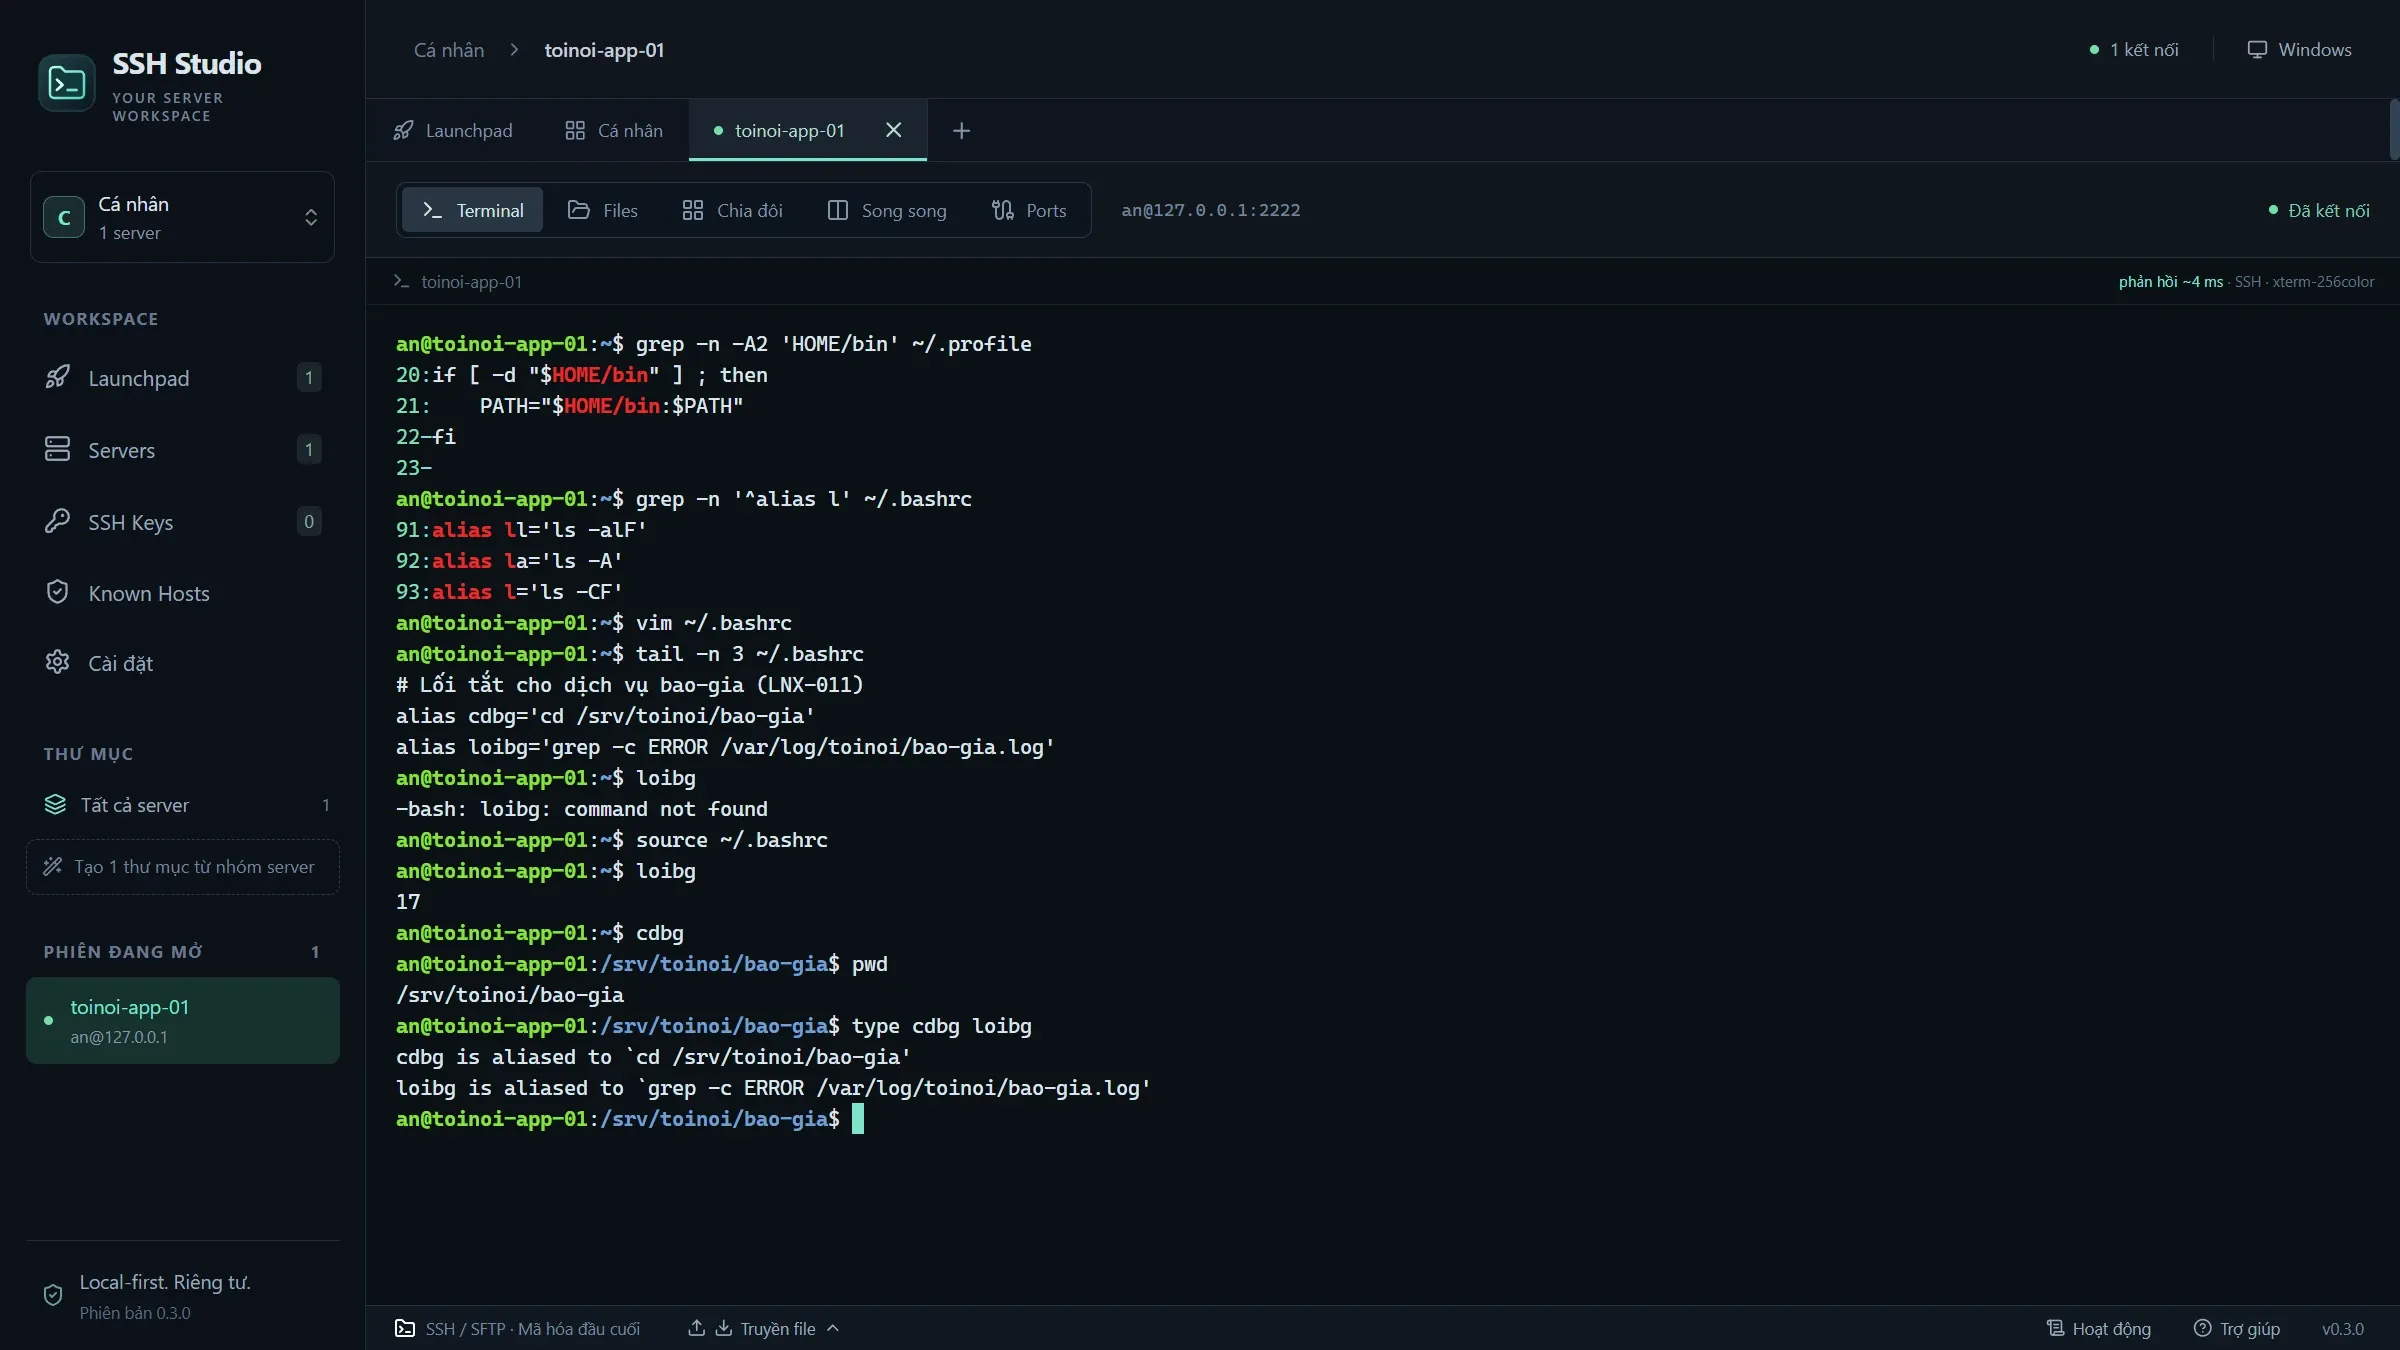 SSH Studio
YOUR SERVER
WORKSPACE
C
Cá nhân
1 server
WORKSPACE
Launchpad 1
Servers 1
SSH Keys 0
Known Hosts
Cài đặt
THƯ MỤC
Tất cả server 1
Tạo 1 thư mục từ nhóm server
PHIÊN ĐANG MỞ 1
toinoi-app-01
an@127.0.0.1
Local-first. Riêng tư.
Phiên bản 0.3.0
Cá nhân > toinoi-app-01
1 kết nối
Windows
Launchpad
Cá nhân
toinoi-app-01
Terminal
Files
Chia đôi
Song song
Ports
an@127.0.0.1:2222
Đã kết nối
toinoi-app-01
phản hồi ~4 ms · SSH · xterm-256color
an@toinoi-app-01:~$ grep -n -A2 'HOME/bin' ~/.profile
20:if [ -d "$HOME/bin" ] ; then
21:    PATH="$HOME/bin:$PATH"
22-fi
23-
an@toinoi-app-01:~$ grep -n '^alias l' ~/.bashrc
91:alias ll='ls -alF'
92:alias la='ls -A'
93:alias l='ls -CF'
an@toinoi-app-01:~$ vim ~/.bashrc
an@toinoi-app-01:~$ tail -n 3 ~/.bashrc
# Lối tắt cho dịch vụ bao-gia (LNX-011)
alias cdbg='cd /srv/toinoi/bao-gia'
alias loibg='grep -c ERROR /var/log/toinoi/bao-gia.log'
an@toinoi-app-01:~$ loibg
-bash: loibg: command not found
an@toinoi-app-01:~$ source ~/.bashrc
an@toinoi-app-01:~$ loibg
17
an@toinoi-app-01:~$ cdbg
an@toinoi-app-01:/srv/toinoi/bao-gia$ pwd
/srv/toinoi/bao-gia
an@toinoi-app-01:/srv/toinoi/bao-gia$ type cdbg loibg
cdbg is aliased to `cd /srv/toinoi/bao-gia'
loibg is aliased to `grep -c ERROR /var/log/toinoi/bao-gia.log'
an@toinoi-app-01:/srv/toinoi/bao-gia$
SSH / SFTP · Mã hóa đầu cuối
Truyền file
Hoạt động
Trợ giúp
v0.3.0